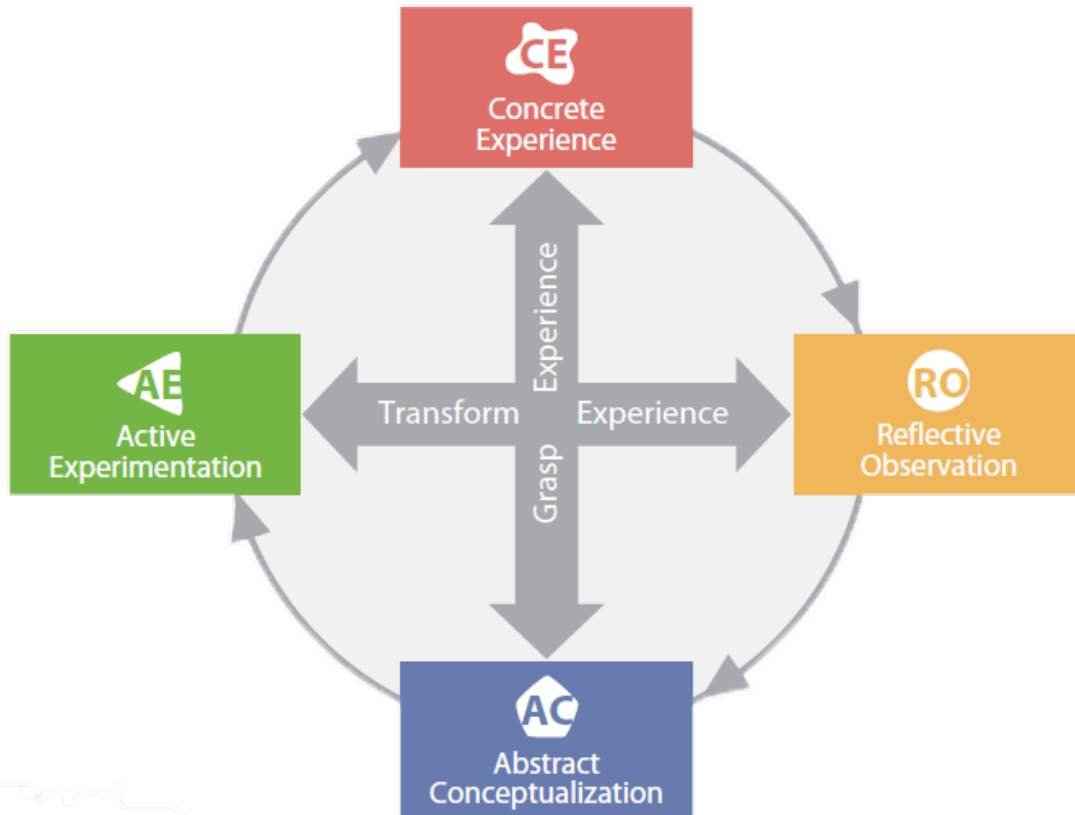 CE
Concrete
Experience
AE
Active
Experimentation
Transform Experience
Grasp Experience
RO
Reflective
Observation
AC
Abstract
Conceptualization